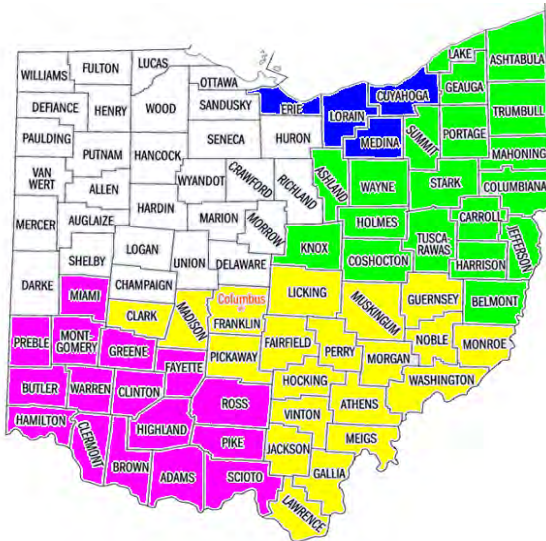 LUCAS
WILLIAMS
FULTON
OTTAWA
LAKE
ASHTABULA
DEFIANCE
HENRY
WOOD
SANDUSKY
ERIE
LORAIN
CUYAHOGA
GEAUGA
TRUMBULL
PAULDING
PUTNAM
HANCOCK
SENECA
HURON
MEDINA
SUMMIT
PORTAGE
MAHONING
VAN
WERT
ALLEN
WYANDOT
CRAWFORD
RICHLAND
ASHLAND
WAYNE
STARK
COLUMBIANA
MERCER
AUGLAIZE
HARDIN
MARION
MORROW
HOLMES
TUSCA-
RAWAS
CARROLL
JEFFERSON
SHELBY
LOGAN
UNION
DELAWARE
KNOX
COSHOCTON
HARRISON
DARKE
MIAMI
CHAMPAIGN
Columbus
LICKING
MUSKINGUM
GUERNSEY
BELMONT
CLARK
MADISON
FRANKLIN
PREBLE
MONT-
GOMERY
GREENE
FAYETTE
PICKAWAY
FAIRFIELD
PERRY
MORGAN
NOBLE
MONROE
BUTLER
WARREN
CLINTON
ROSS
HOCKING
ATHENS
WASHINGTON
HAMILTON
CLERMONT
HIGHLAND
PIKE
VINTON
MEIGS
BROWN
ADAMS
SCIOTO
JACKSON
GALLIA
LAWRENCE